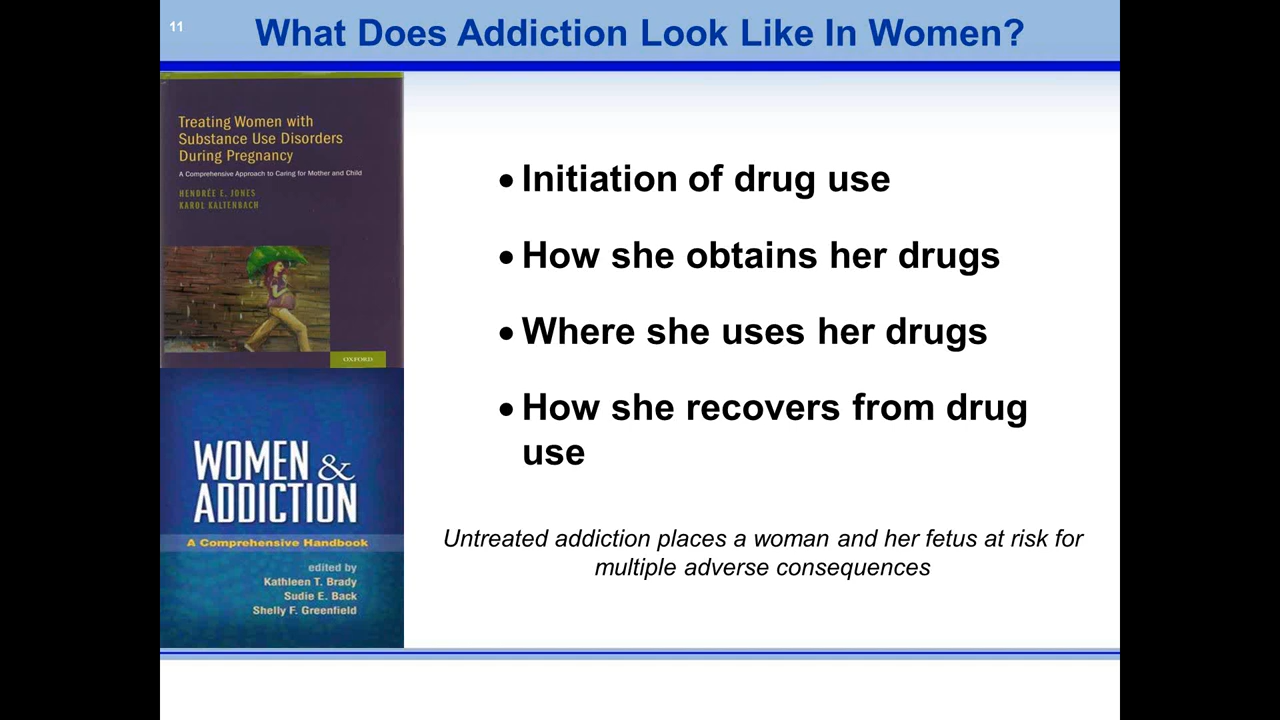 11
What Does Addiction Look Like In Women?
Treating Women with
Substance Use Disorders
During Pregnancy
A Comprehensive Approach to Caring for Mother and Child
HENDRÉE E. JONES
KAROL KALTENBACH
OXFORD
WOMEN &
ADDICTION
A Comprehensive Handbook
edited by
Kathleen T. Brady
Sudie E. Back
Shelly F. Greenfield
• Initiation of drug use
• How she obtains her drugs
• Where she uses her drugs
• How she recovers from drug
use
Untreated addiction places a woman and her fetus at risk for
multiple adverse consequences